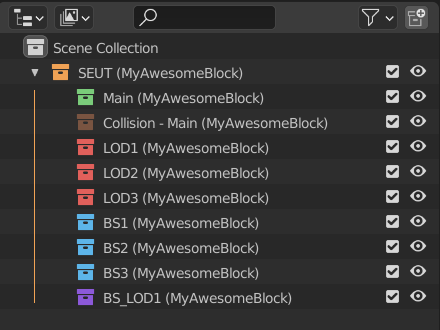 Scene Collection
SEUT (MyAwesomeBlock)
Main (MyAwesomeBlock)
Collision - Main (MyAwesomeBlock)
LOD1 (MyAwesomeBlock)
LOD2 (MyAwesomeBlock)
LOD3 (MyAwesomeBlock)
BS1 (MyAwesomeBlock)
BS2 (MyAwesomeBlock)
BS3 (MyAwesomeBlock)
BS_LOD1 (MyAwesomeBlock)